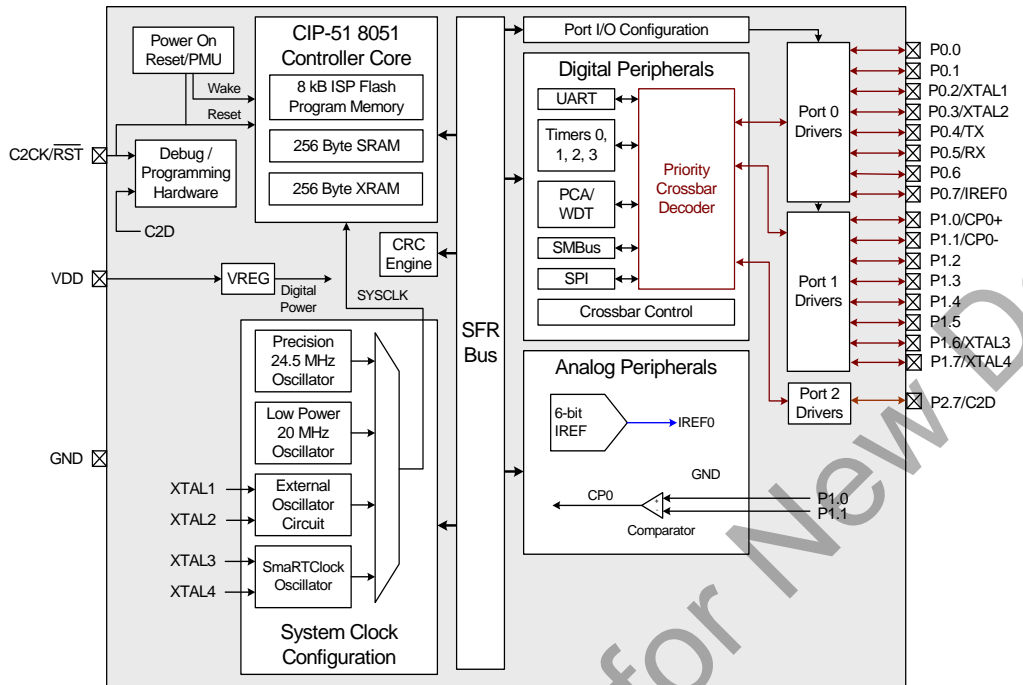 Power On
Reset/PMU
Wake
Reset
C2CK/RST
Debug /
Programming
Hardware
C2D
VDD
VREG
Digital
Power
GND
CIP-51 8051
Controller Core
8 kB ISP Flash
Program Memory
256 Byte SRAM
256 Byte XRAM
CRC
Engine
SYSCLK
Precision
24.5 MHz
Oscillator
Low Power
20 MHz
Oscillator
XTAL1
XTAL2
External
Oscillator
Circuit
XTAL3
XTAL4
SmaRTClock
Oscillator
System Clock
Configuration
SFR
Bus
Port I/O Configuration
Digital Peripherals
UART
Timers 0,
1, 2, 3
PCA/
WDT
SMBus
SPI
Priority
Crossbar
Decoder
Crossbar Control
Analog Peripherals
6-bit
IREF
IREF0
GND
CP0
+
-
Comparator
P1.0
P1.1
Port 0
Drivers
Port 1
Drivers
Port 2
Drivers
P0.0
P0.1
P0.2/XTAL1
P0.3/XTAL2
P0.4/TX
P0.5/RX
P0.6
P0.7/IREF0
P1.0/CP0+
P1.1/CP0-
P1.2
P1.3
P1.4
P1.5
P1.6/XTAL3
P1.7/XTAL4
P2.7/C2D
for New D